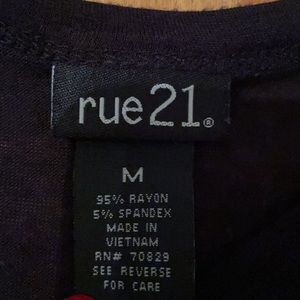 rue21®
M
95% RAYON
5% SPANDEX
MADE IN
VIETNAM
RN# 70829
SEE REVERSE
FOR CARE